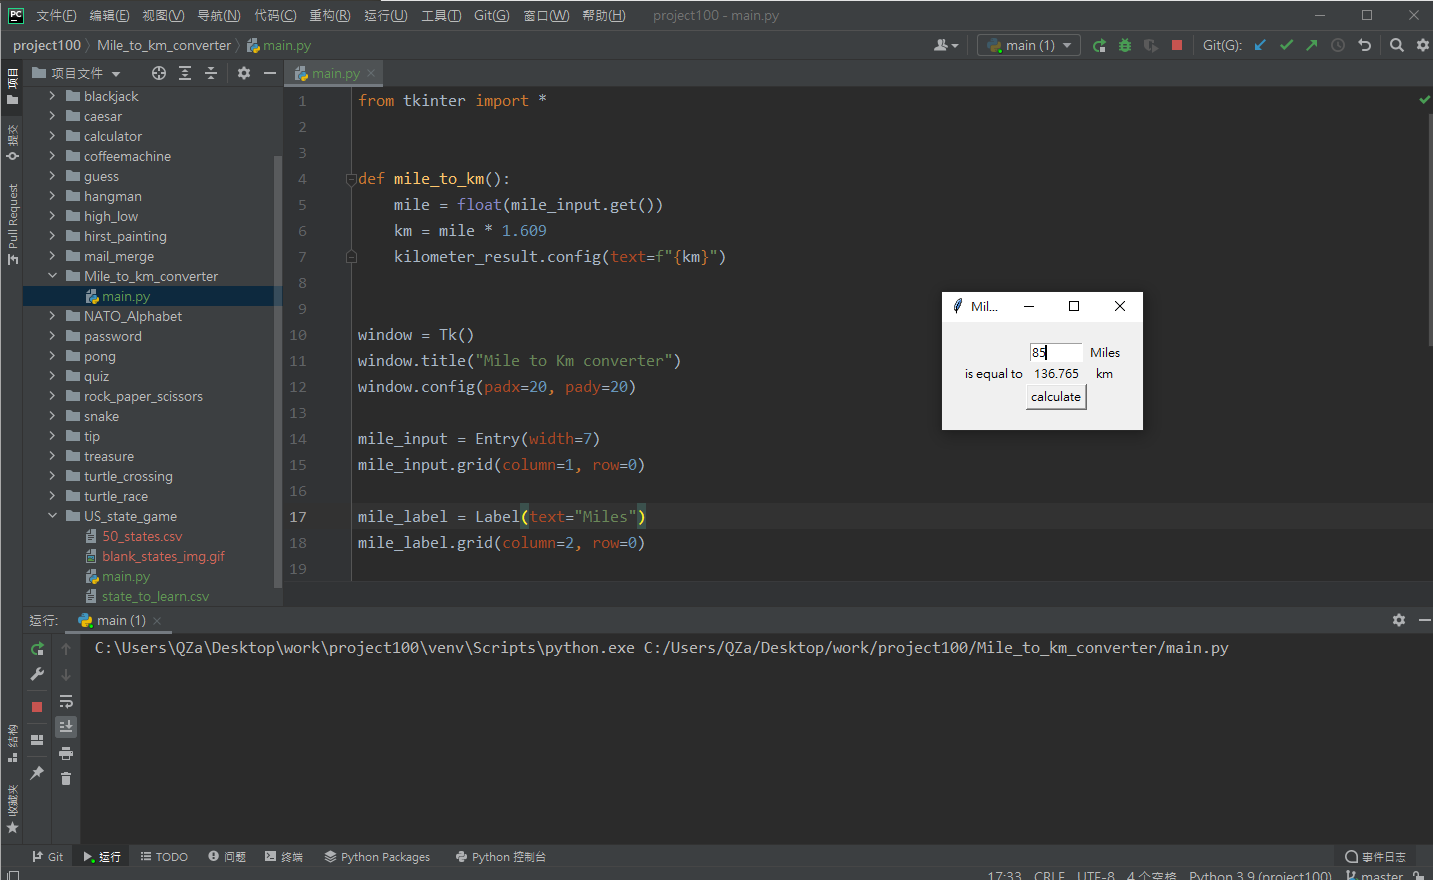 PC 文件(F) 编辑(E) 视图(V) 导航(N) 代码(C) 重构(R) 运行(U) 工具(T) Git(G) 窗口(W) 帮助(H) project100 - main.py
project100 Mile_to_km_converter main.py main (1) Git(G):
项目文件 main.py
项目
提交
Pull Request
blackjack
caesar
calculator
coffeemachine
guess
hangman
high_low
hirst_painting
mail_merge
Mile_to_km_converter
main.py
NATO_Alphabet
password
pong
quiz
rock_paper_scissors
snake
tip
treasure
turtle_crossing
turtle_race
US_state_game
50_states.csv
blank_states_img.gif
main.py
state_to_learn.csv
1 from tkinter import *
2
3
4 def mile_to_km():
5 mile = float(mile_input.get())
6 km = mile * 1.609
7 kilometer_result.config(text=f"{km}")
8
9
10 window = Tk()
11 window.title("Mile to Km converter")
12 window.config(padx=20, pady=20)
13
14 mile_input = Entry(width=7)
15 mile_input.grid(column=1, row=0)
16
17 mile_label = Label(text="Miles")
18 mile_label.grid(column=2, row=0)
19
Mil...
85 Miles
is equal to 136.765 km
calculate
运行: main (1)
C:\Users\QZa\Desktop\work\project100\venv\Scripts\python.exe C:/Users/QZa/Desktop/work/project100/Mile_to_km_converter/main.py
结构
收藏夹
Git 运行 TODO 问题 终端 Python Packages Python 控制台 事件日志
17:33 CRLF UTF-8 4 个空格 Python 3.9 (project100) master